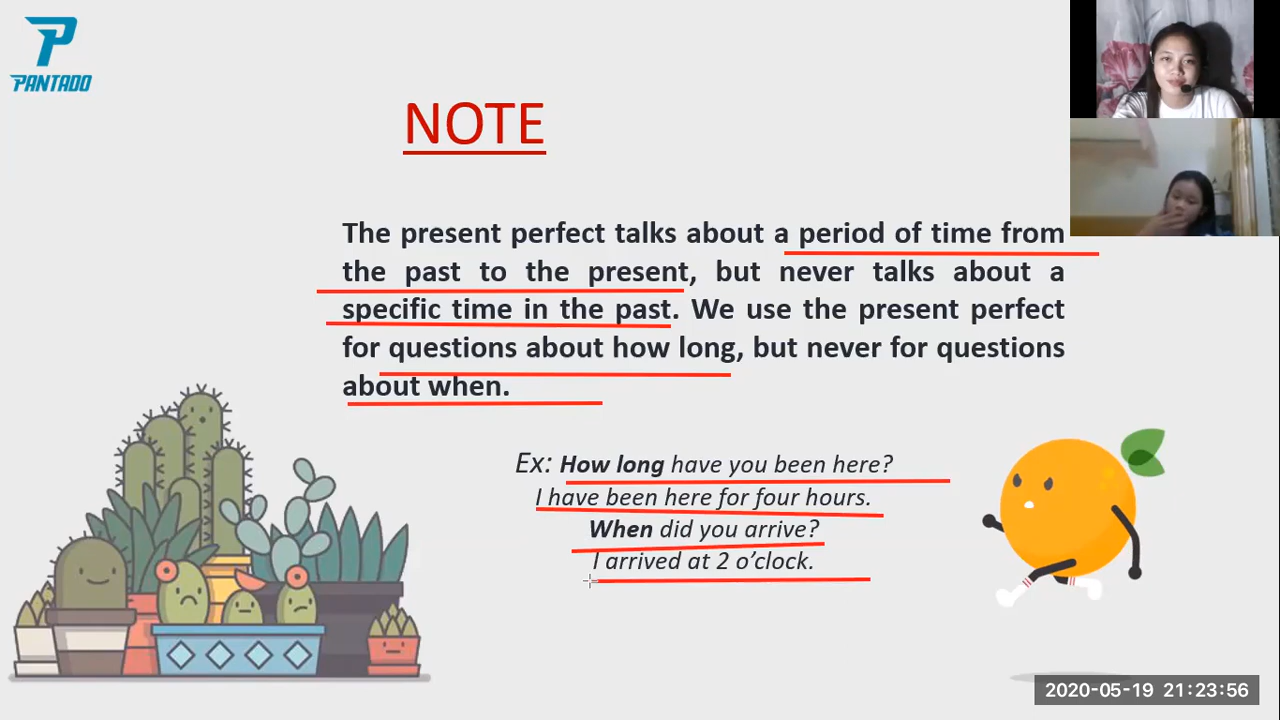 PANTADO
NOTE
The present perfect talks about a period of time from
the past to the present, but never talks about a
specific time in the past. We use the present perfect
for questions about how long, but never for questions
about when.
Ex: How long have you been here?
I have been here for four hours.
When did you arrive?
I arrived at 2 o’clock.
2020-05-19 21:23:56